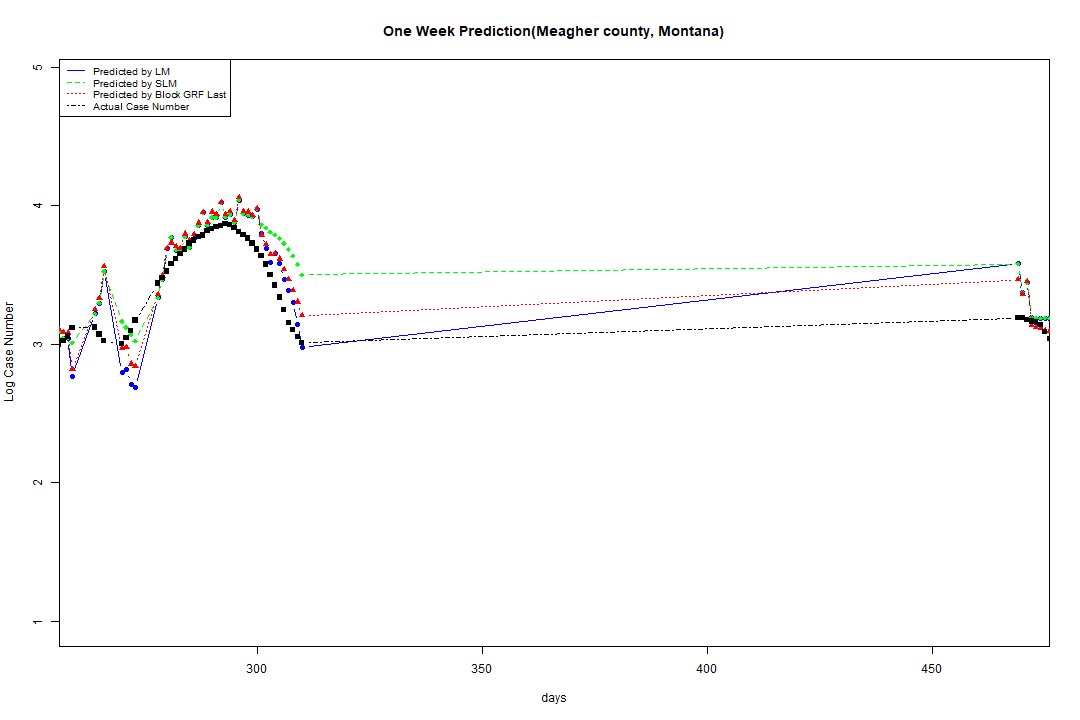 One Week Prediction(Meagher county, Montana)
Predicted by LM
Predicted by SLM
Predicted by Block GRF Last
Actual Case Number
Log Case Number
5
4
3
2
1
300
350
400
450
days